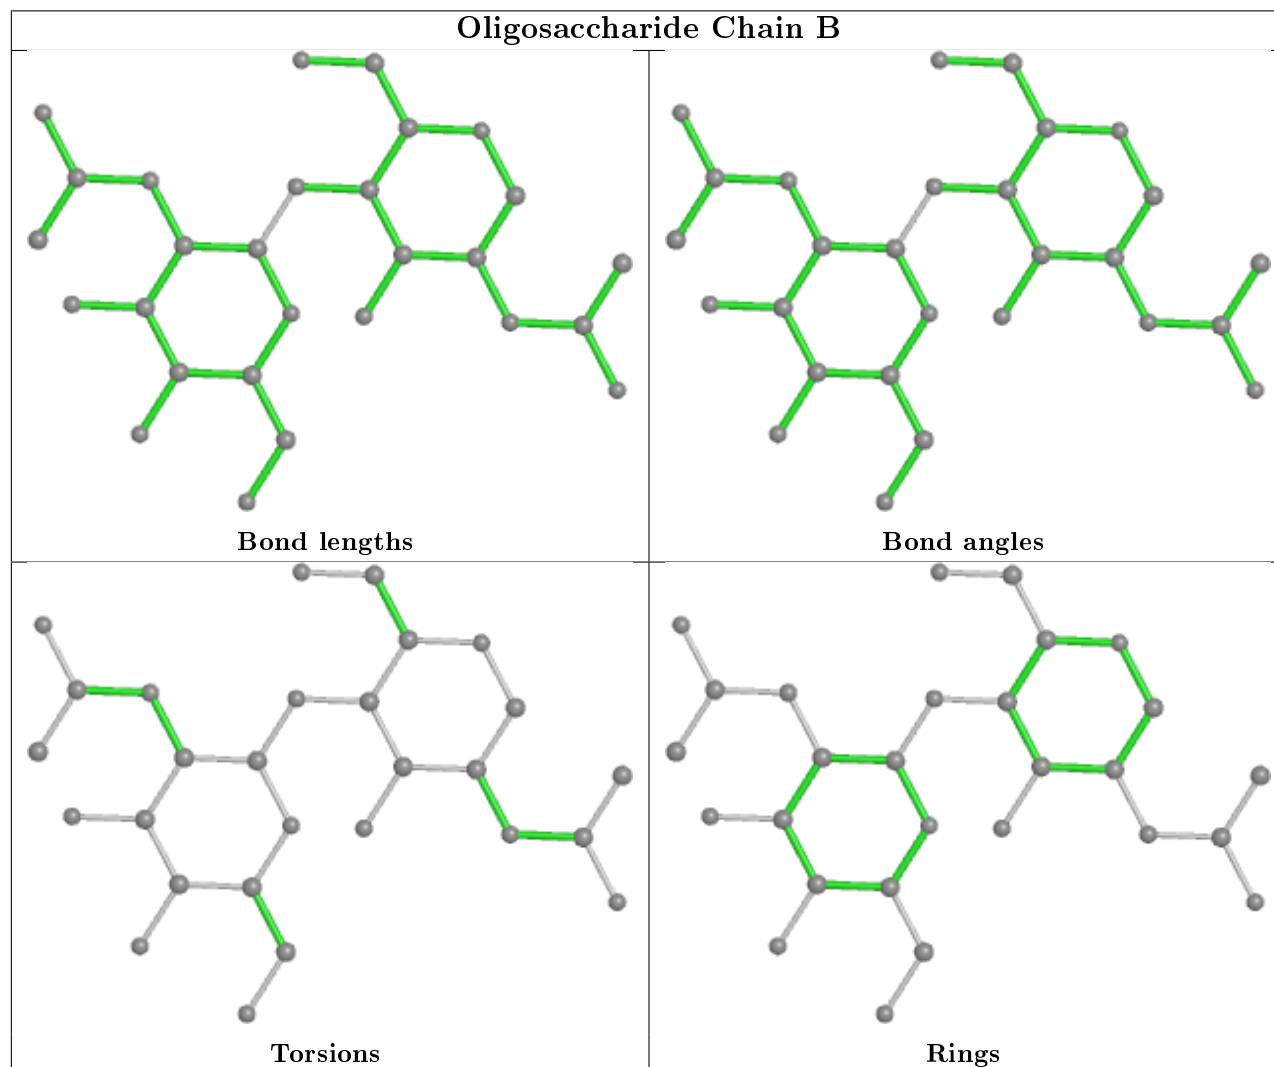 Oligosaccharide Chain B
Bond lengths
Bond angles
Torsions
Rings